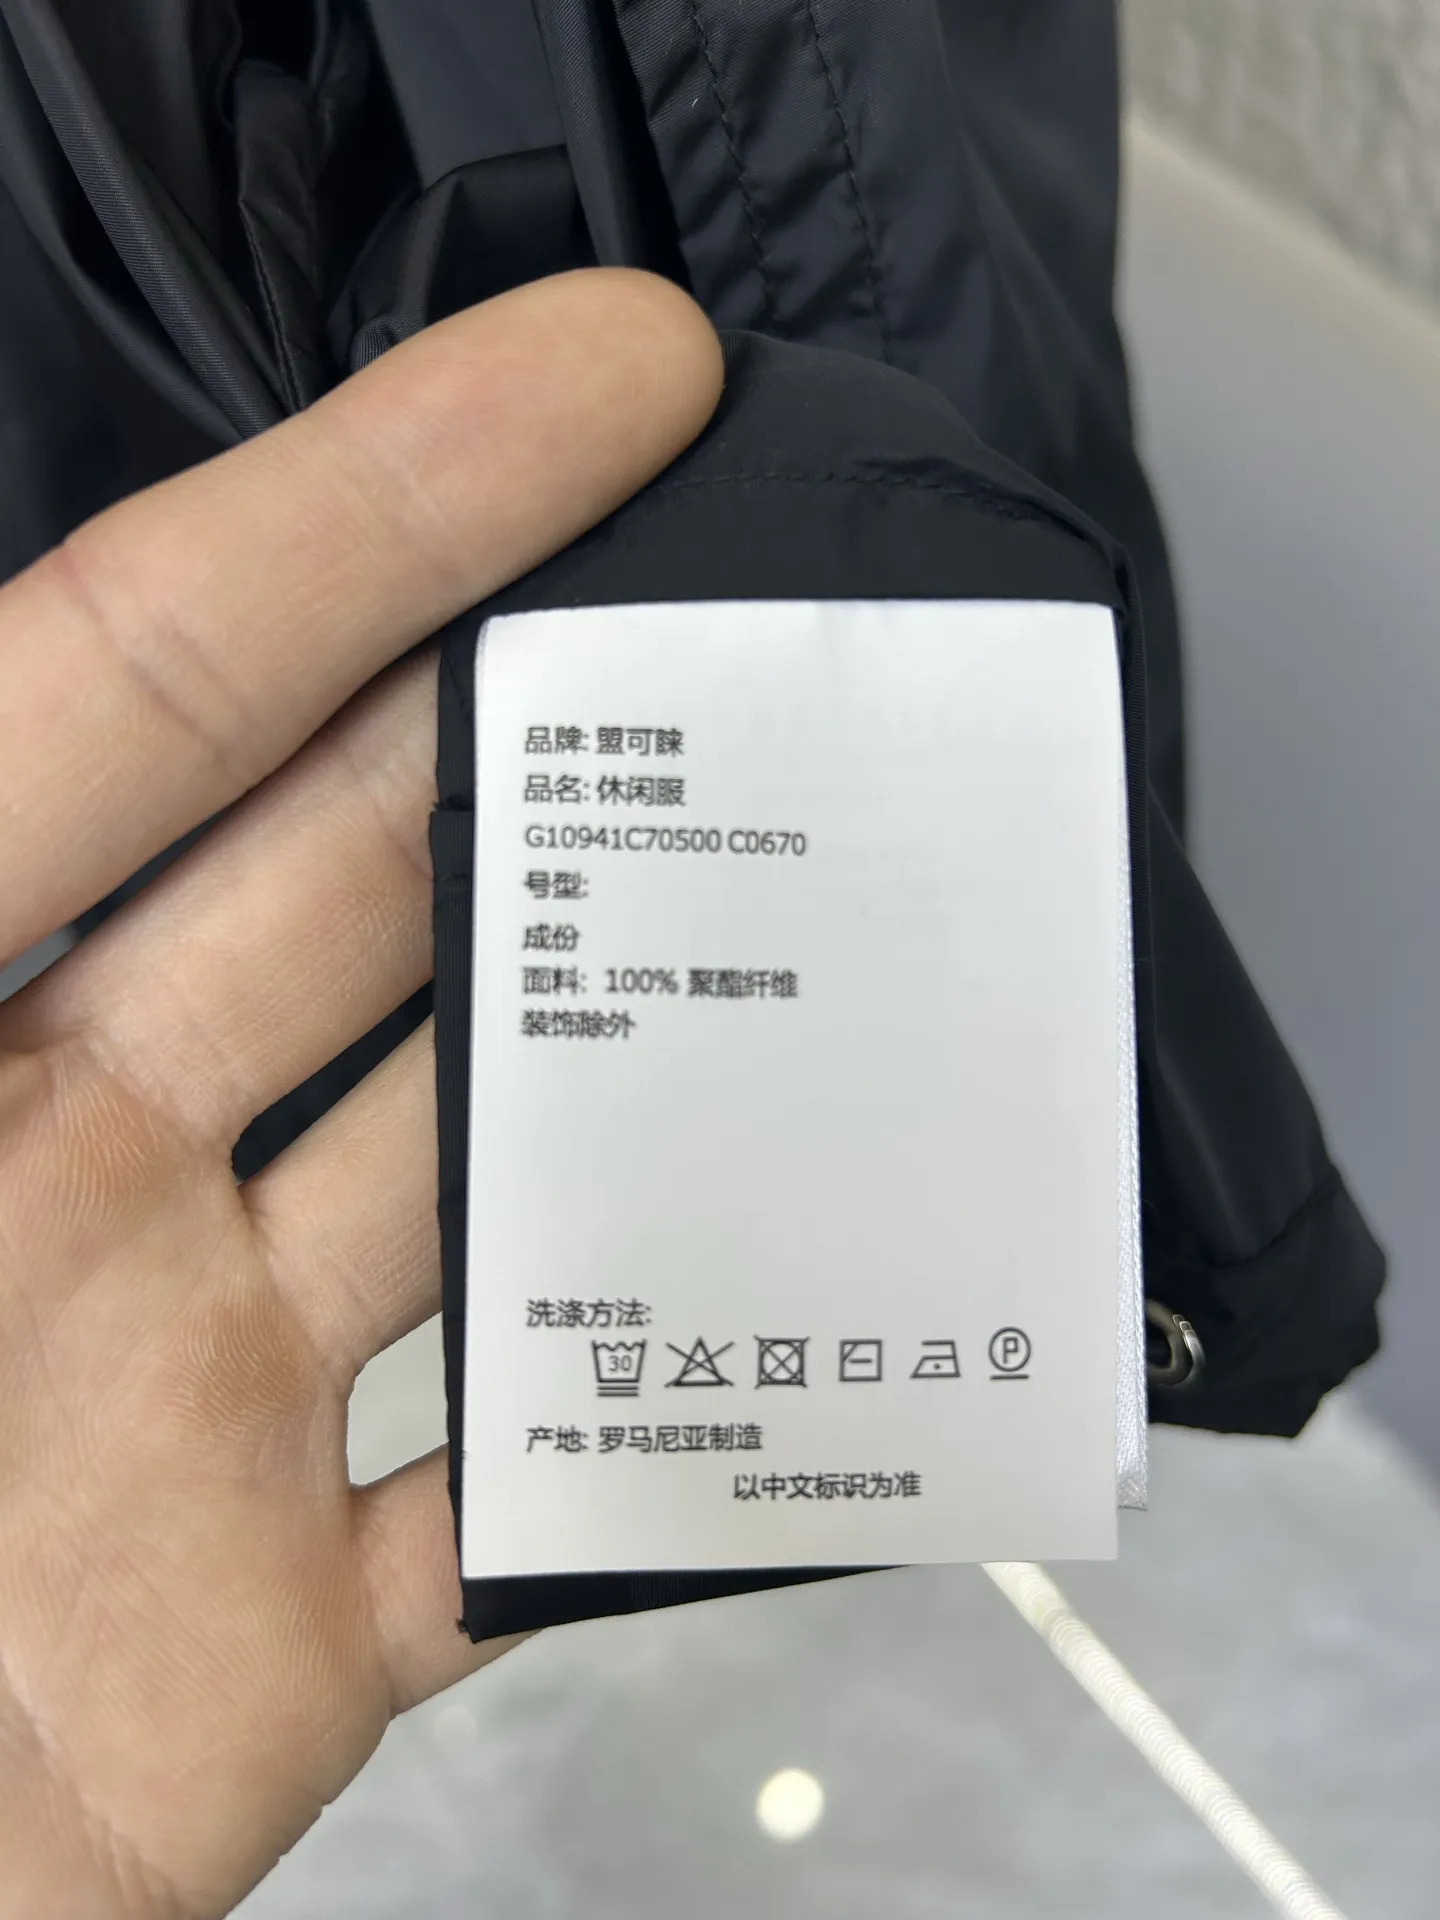 品牌: 盟可睐
品名: 休闲服
G10941C70500 C0670
号型:
成份
面料: 100% 聚酯纤维
装饰除外
洗涤方法:
30 P
产地: 罗马尼亚制造
以中文标识为准